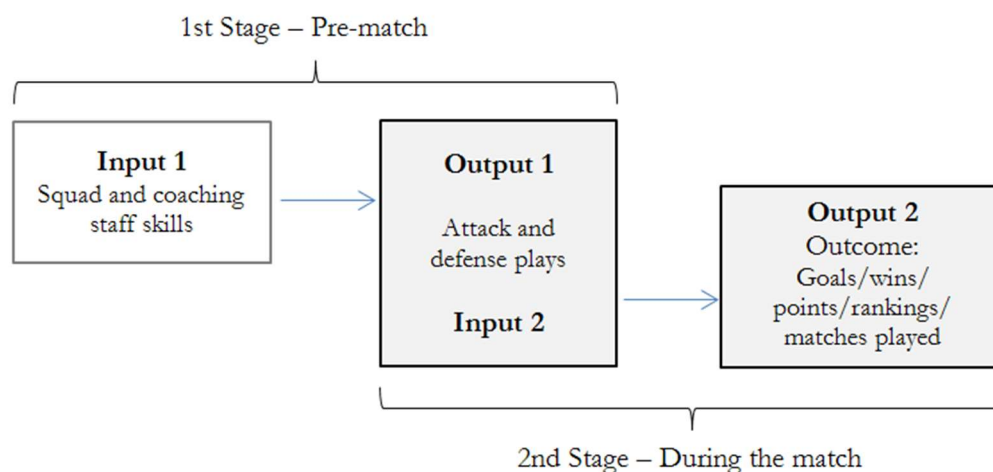 1st Stage – Pre-match
Input 1
Squad and coaching
staff skills
Output 1
Attack and
defense plays
Input 2
Output 2
Outcome:
Goals/wins/
points/rankings/
matches played
2nd Stage – During the match